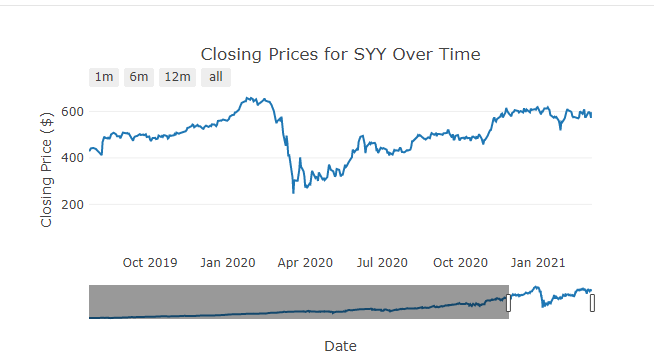 Closing Prices for SYY Over Time
1m 6m 12m all
Closing Price ($)
600
400
200
Oct 2019 Jan 2020 Apr 2020 Jul 2020 Oct 2020 Jan 2021
Date